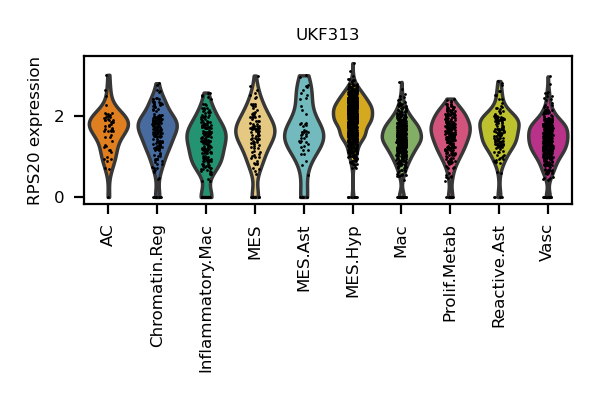 UKF313
RPS20 expression
2
0
AC
Chromatin.Reg
Inflammatory.Mac
MES
MES.Ast
MES.Hyp
Mac
Prolif.Metab
Reactive.Ast
Vasc